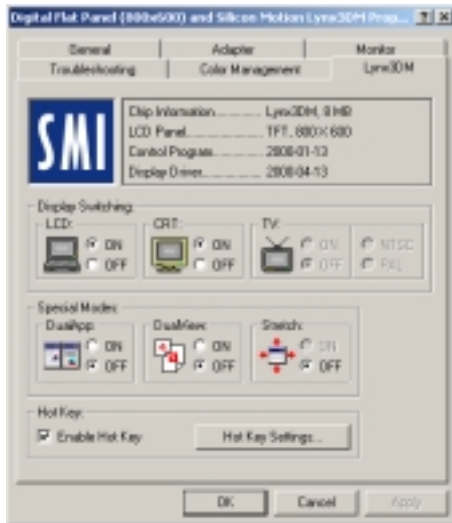 Digital Flat Panel (800x600) and Silicon Motion Lynx3DM Prop... ? X
General Adapter Monitor
Troubleshooting Color Management Lynx3DM
SMI
Chip Information .......... Lynx3DM, 8 MB
LCD Panel .................... TFT, 800 X 600
Control Program ........... 2000-01-13
Display Driver ............... 2000-04-13
Display Switching:
LCD: CRT: TV:
ON ON ON NTSC
OFF OFF OFF PAL
Special Modes:
DualApp: DualView: Stretch:
ON ON ON
OFF OFF OFF
Hot Key:
Enable Hot Key Hot Key Settings...
OK Cancel Apply